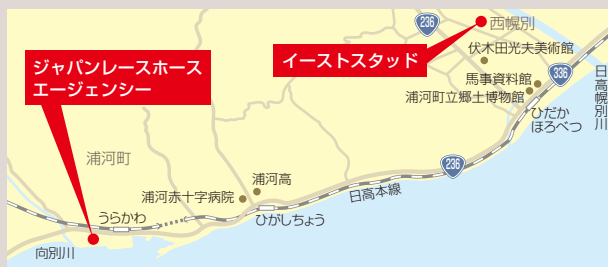 236
西幌別
伏木田光夫美術館
イーストスタッド
ジャパンレースホース
エージェンシー
馬事資料館
336
浦河町立郷土博物館
日高幌別川
ひだか
ほろべつ
浦河町
236
浦河高
浦河赤十字病院
日高本線
うらかわ
ひがしちょう
向別川